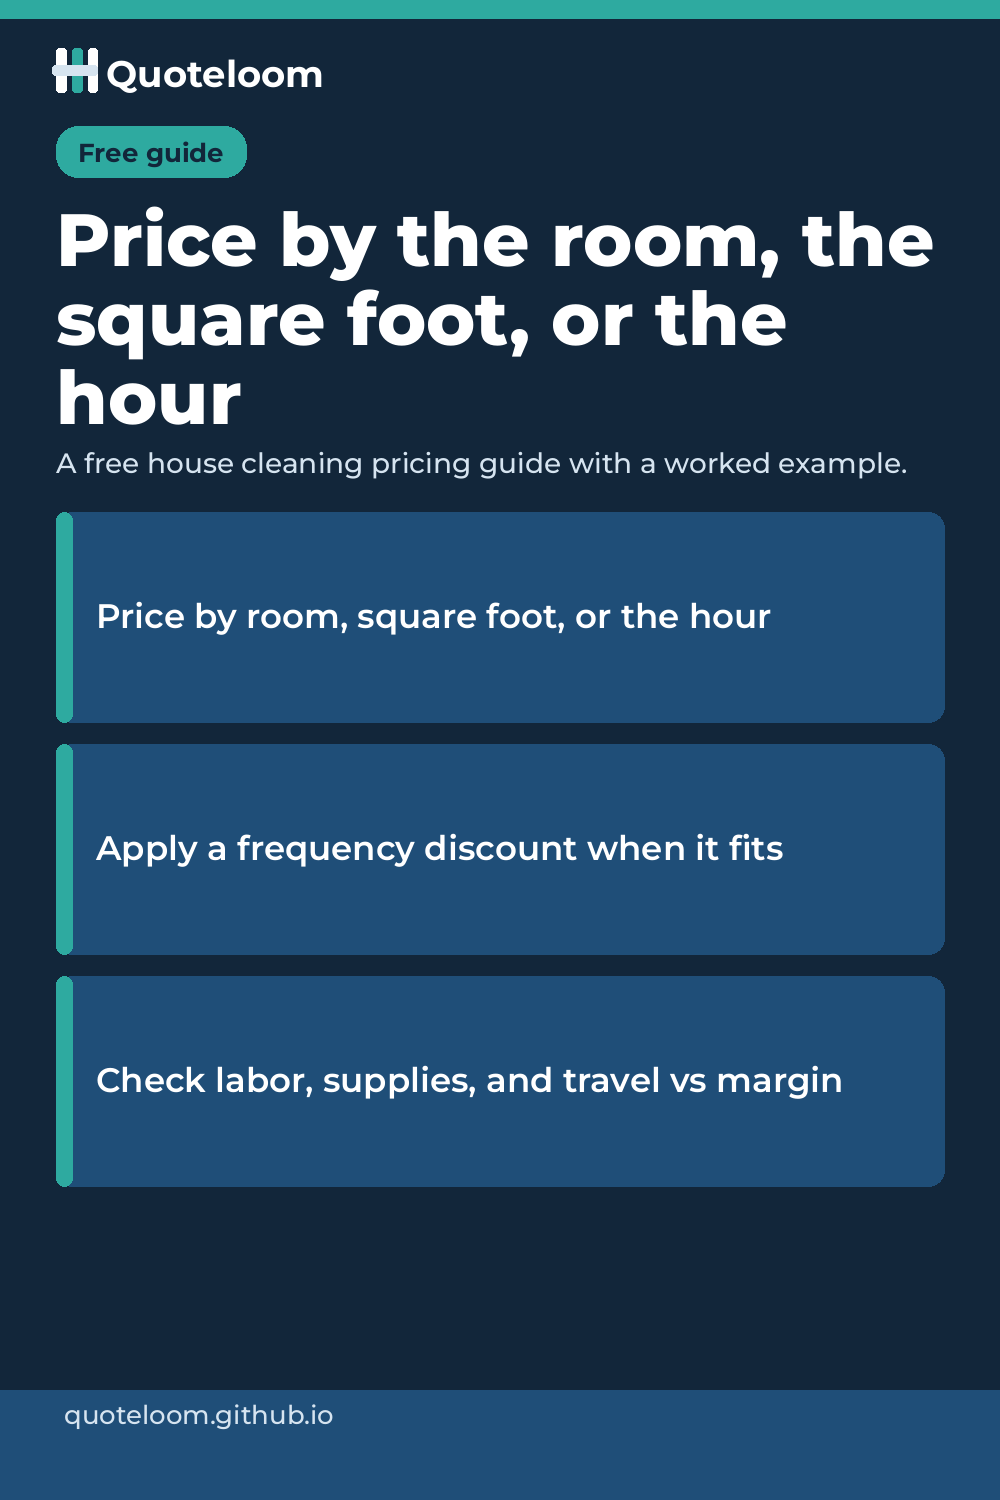 Quoteloom
Free guide
Price by the room, the
square foot, or the
hour
A free house cleaning pricing guide with a worked example.
Price by room, square foot, or the hour
Apply a frequency discount when it fits
Check labor, supplies, and travel vs margin
quoteloom.github.io